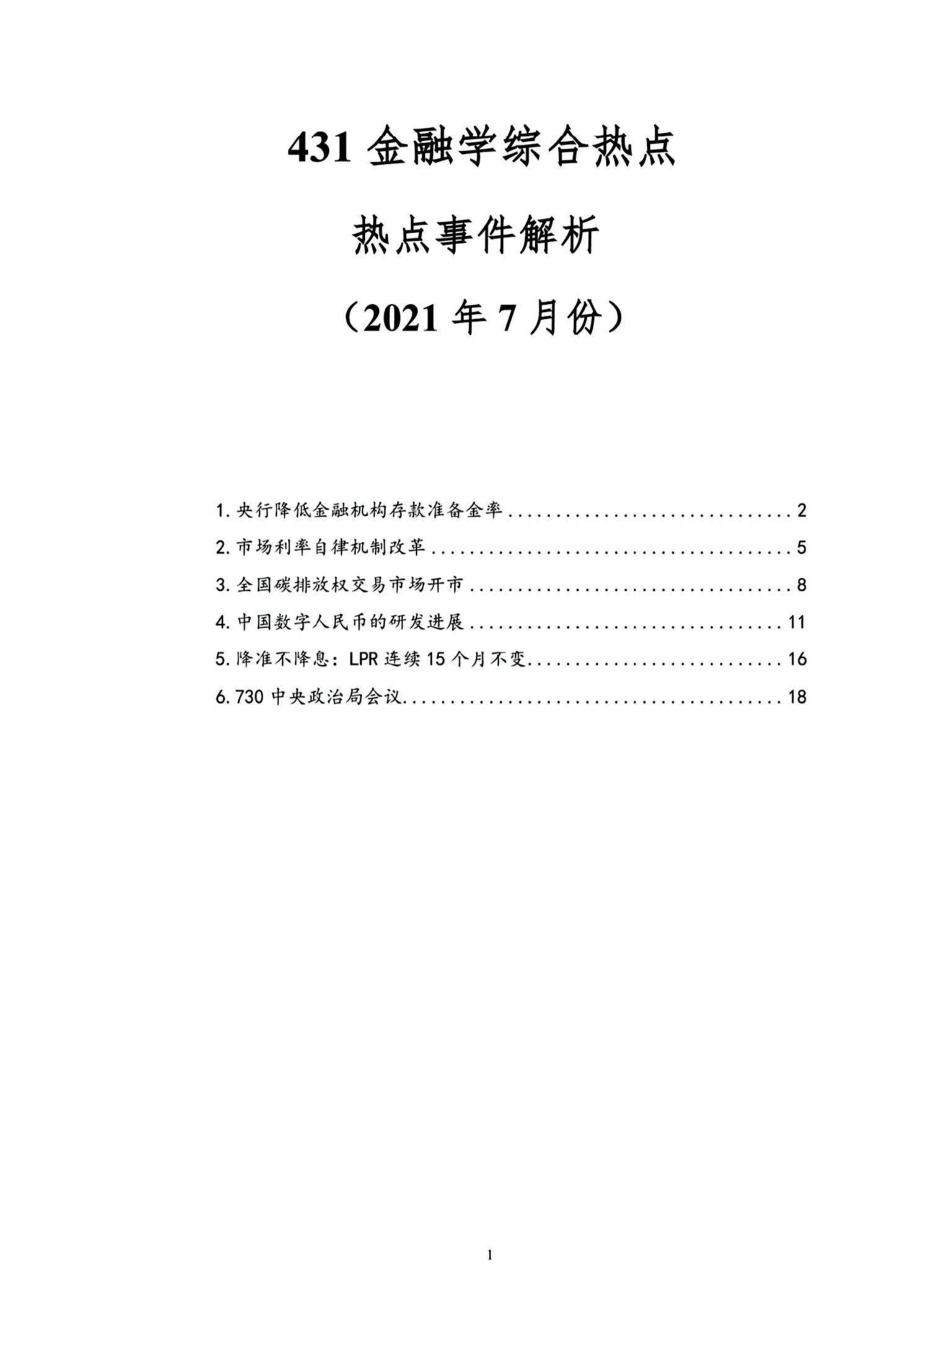 431 金融学综合热点
热点事件解析
（2021 年 7 月份）
1.央行降低金融机构存款准备金率..............................2
2.市场利率自律机制改革......................................5
3.全国碳排放权交易市场开市..................................8
4.中国数字人民币的研发进展.................................11
5.降准不降息：LPR 连续 15 个月不变...........................16
6.730 中央政治局会议........................................18
1